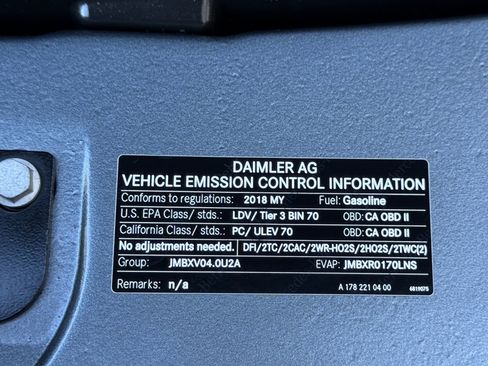 DAIMLER AG
VEHICLE EMISSION CONTROL INFORMATION
Conforms to regulations: 2018 MY Fuel: Gasoline
U.S. EPA Class/ stds.: LDV/ Tier 3 BIN 70 OBD: CA OBD II
California Class/ stds.: PC/ ULEV 70 OBD: CA OBD II
No adjustments needed. DFI/2TC/2CAC/2WR-HO2S/2HO2S/2TWC(2)
Group: JMBXV04.0U2A EVAP: JMBXR0170LNS
Remarks: n/a A 178 221 04 00 6819075